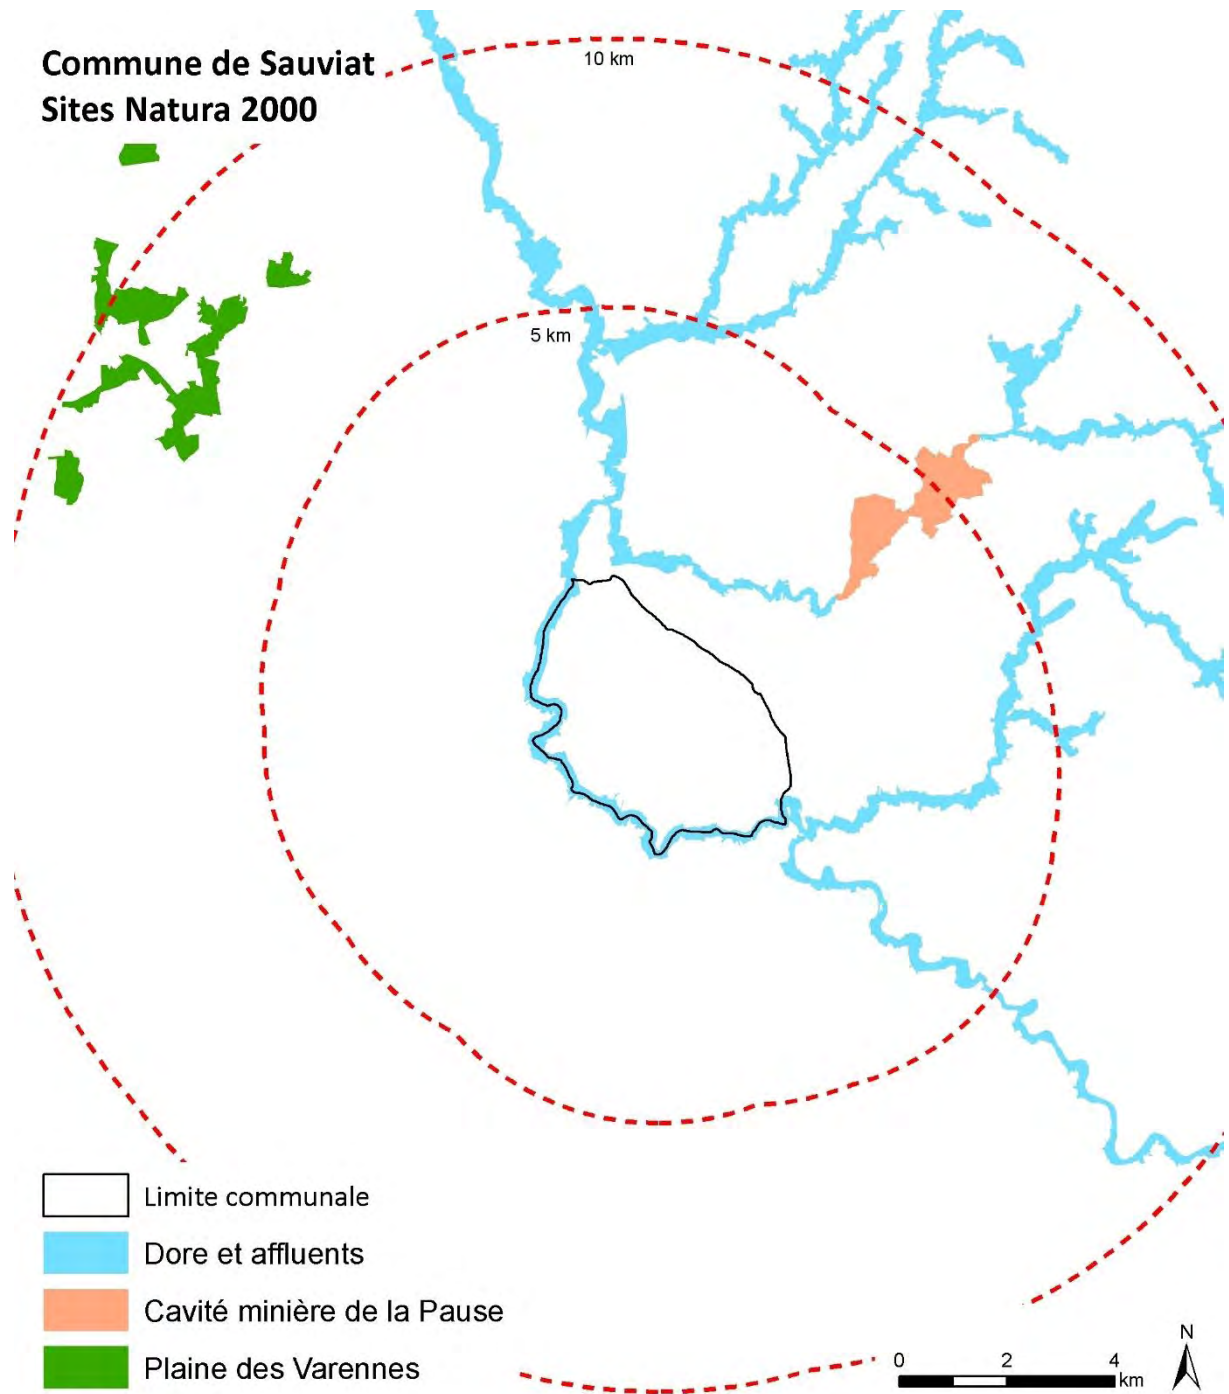 Commune de Sauviat
Sites Natura 2000
10 km
5 km
Limite communale
Dore et affluents
Cavité minière de la Pause
Plaine des Varennes
0 2 4
km
N